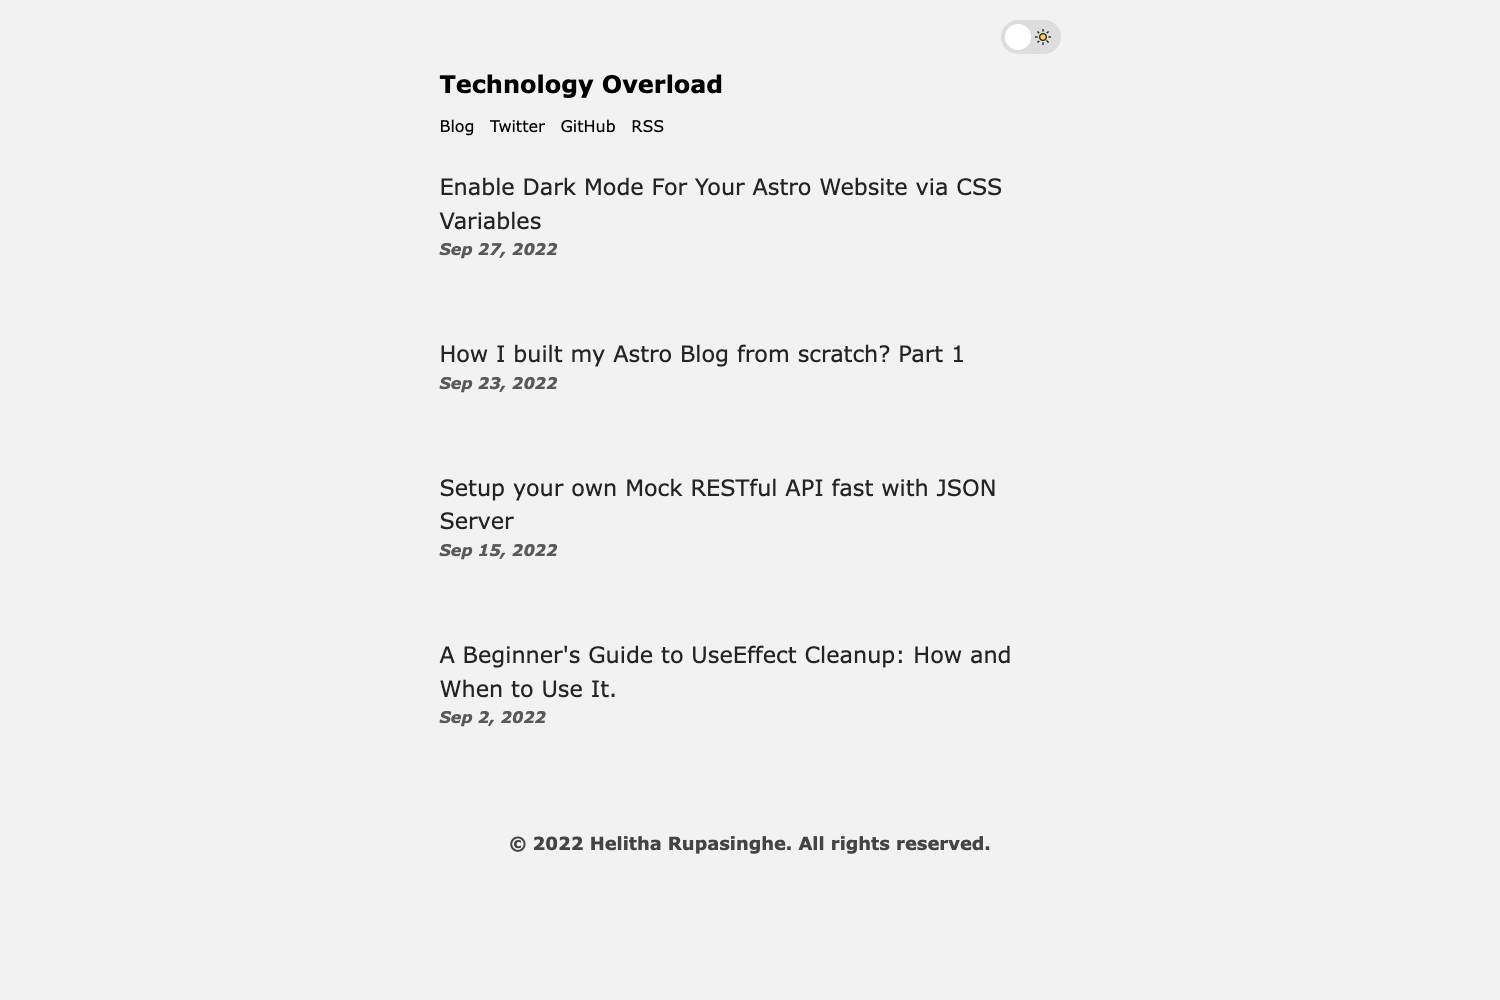 Technology Overload
Blog Twitter GitHub RSS
Enable Dark Mode For Your Astro Website via CSS
Variables
Sep 27, 2022
How I built my Astro Blog from scratch? Part 1
Sep 23, 2022
Setup your own Mock RESTful API fast with JSON
Server
Sep 15, 2022
A Beginner's Guide to UseEffect Cleanup: How and
When to Use It.
Sep 2, 2022
© 2022 Helitha Rupasinghe. All rights reserved.